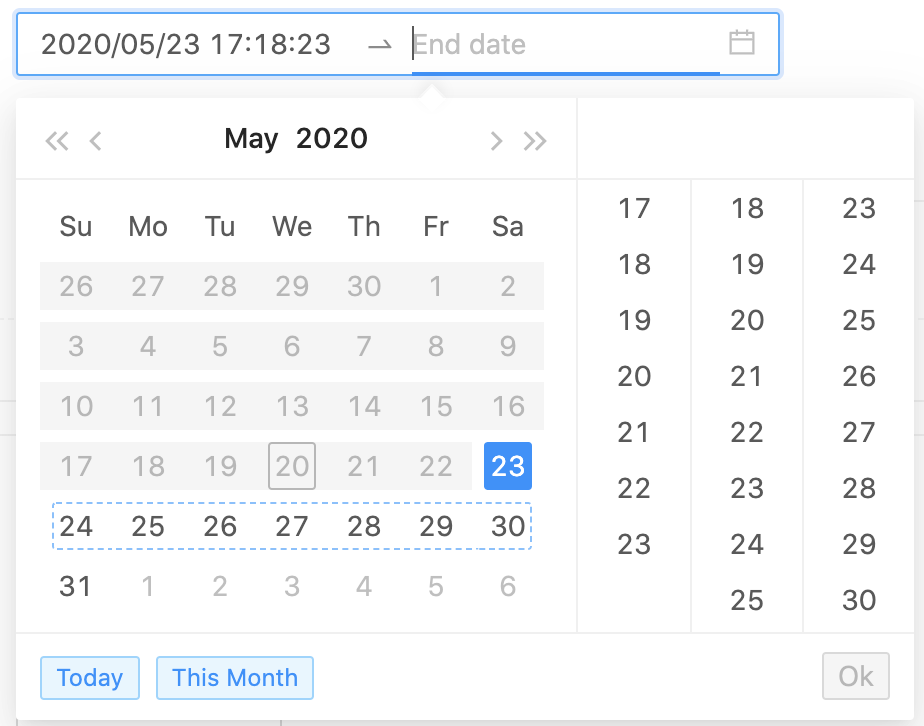 2020/05/23 17:18:23 → End date
« ‹ May 2020 › »
Su Mo Tu We Th Fr Sa
26 27 28 29 30 1 2
3 4 5 6 7 8 9
10 11 12 13 14 15 16
17 18 19 20 21 22 23
24 25 26 27 28 29 30
31 1 2 3 4 5 6
17 18 23
18 19 24
19 20 25
20 21 26
21 22 27
22 23 28
23 24 29
25 30
Today This Month Ok